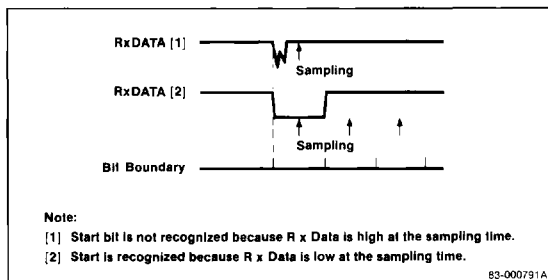 RxDATA [1]
Sampling
RxDATA [2]
Sampling
Bit Boundary
Note:
[1] Start bit is not recognized because R x Data is high at the sampling time.
[2] Start is recognized because R x Data is low at the sampling time.
83-000791A